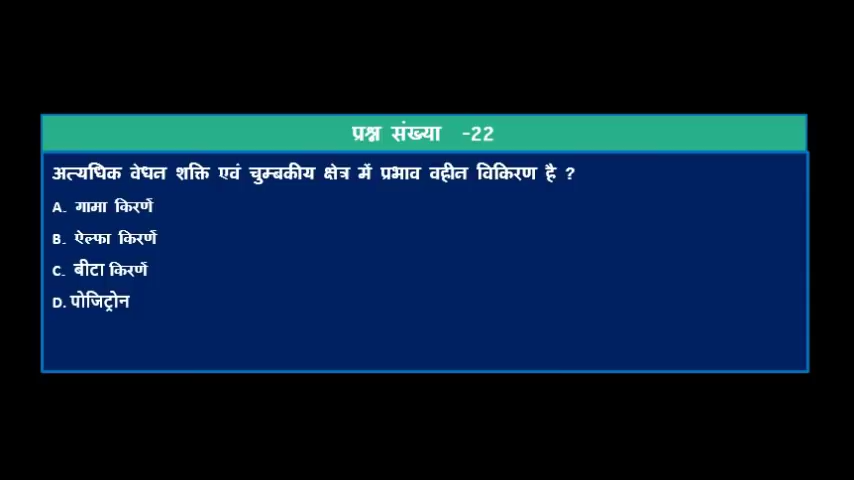 प्रश्न संख्या -22
अत्यधिक वेधन शक्ति एवं चुम्बकीय क्षेत्र में प्रभाव वहीन विकिरण है ?
A. गामा किरणें
B. ऐल्फा किरणें
C. बीटा किरणें
D. पोजिट्रोन